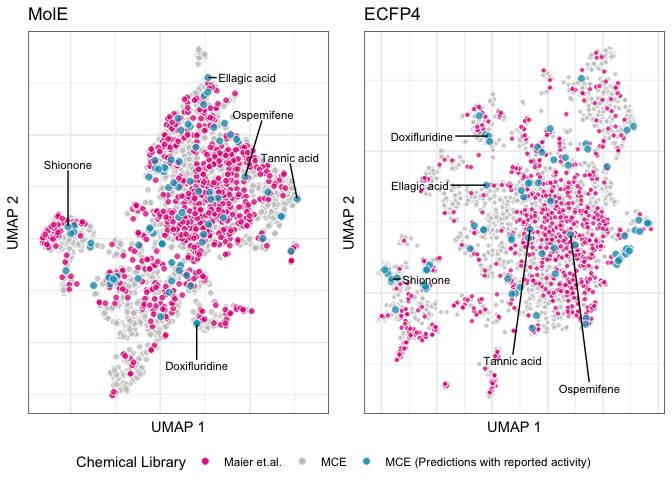 MolE
Ellagic acid
Ospemifene
Tannic acid
Shionone
Doxifluridine
UMAP 2
UMAP 1
ECFP4
Doxifluridine
Ellagic acid
Shionone
Tannic acid
Ospemifene
UMAP 2
UMAP 1
Chemical Library
Maier et.al.
MCE
MCE (Predictions with reported activity)